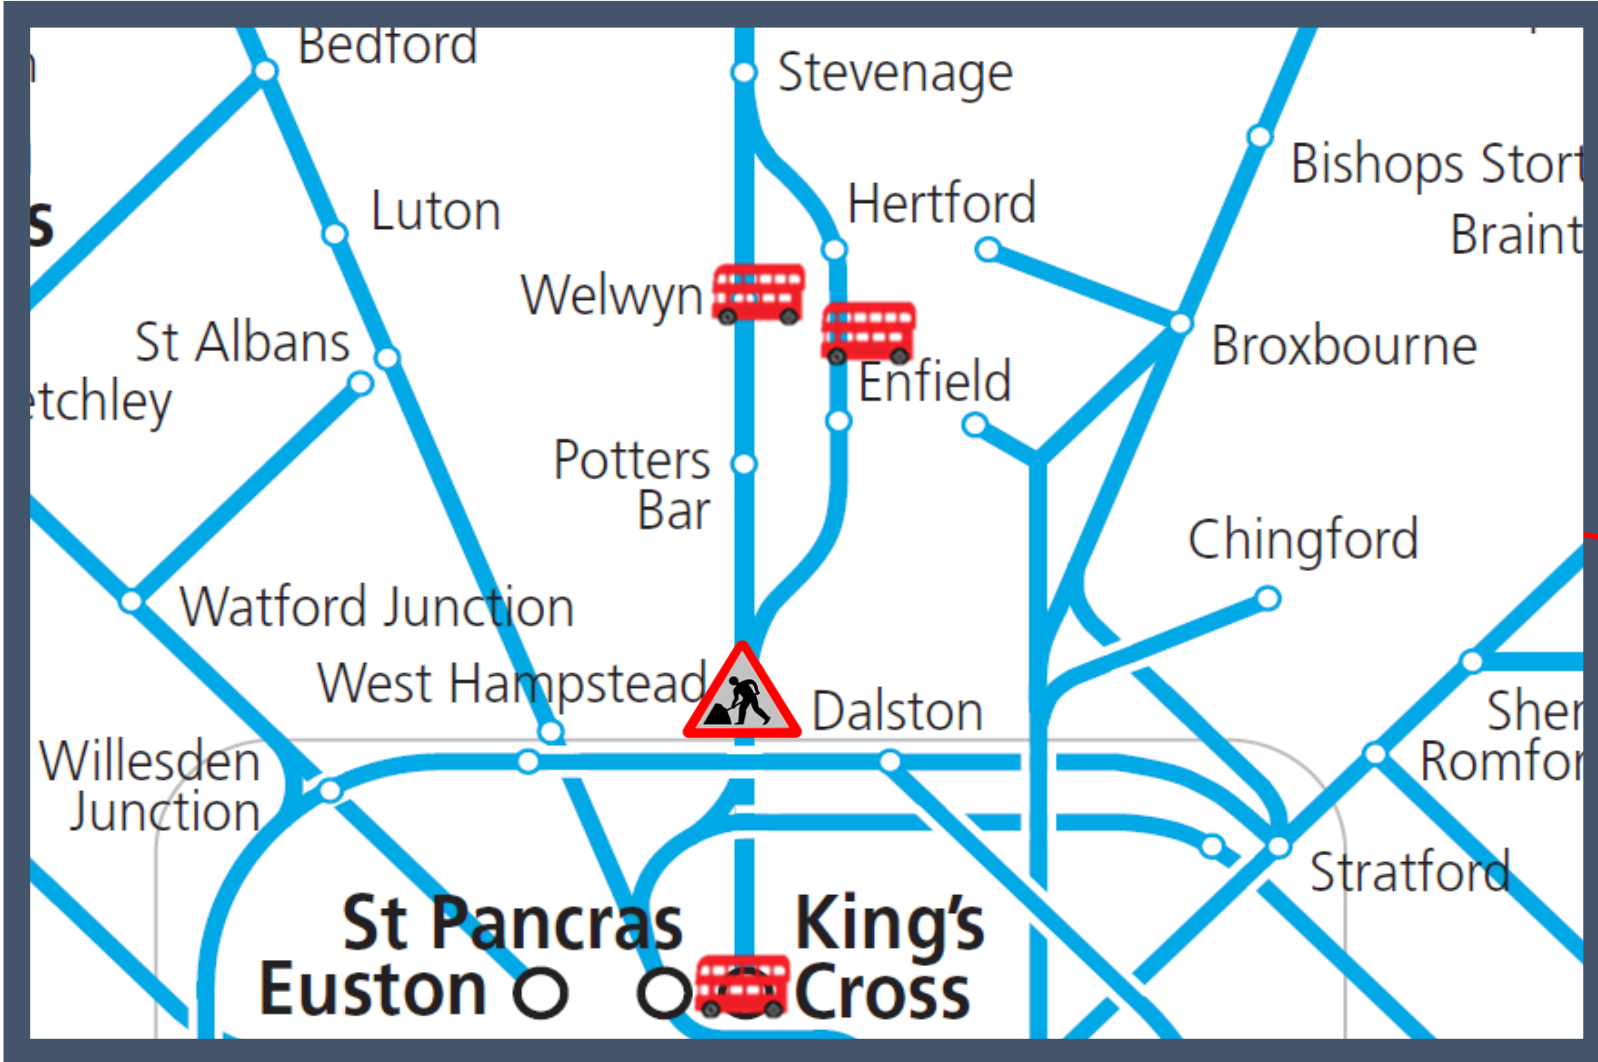 Bedford
Stevenage
Bishops Stort
Hertford
Luton
s
Braint
Welwyn
St Albans
Broxbourne
Enfield
etchley
Potters
Bar
Chingford
Watford Junction
West Hampstead
Dalston
Sher
Willesden
Junction
Romfor
Stratford
St Pancras
King's
Euston
Cross